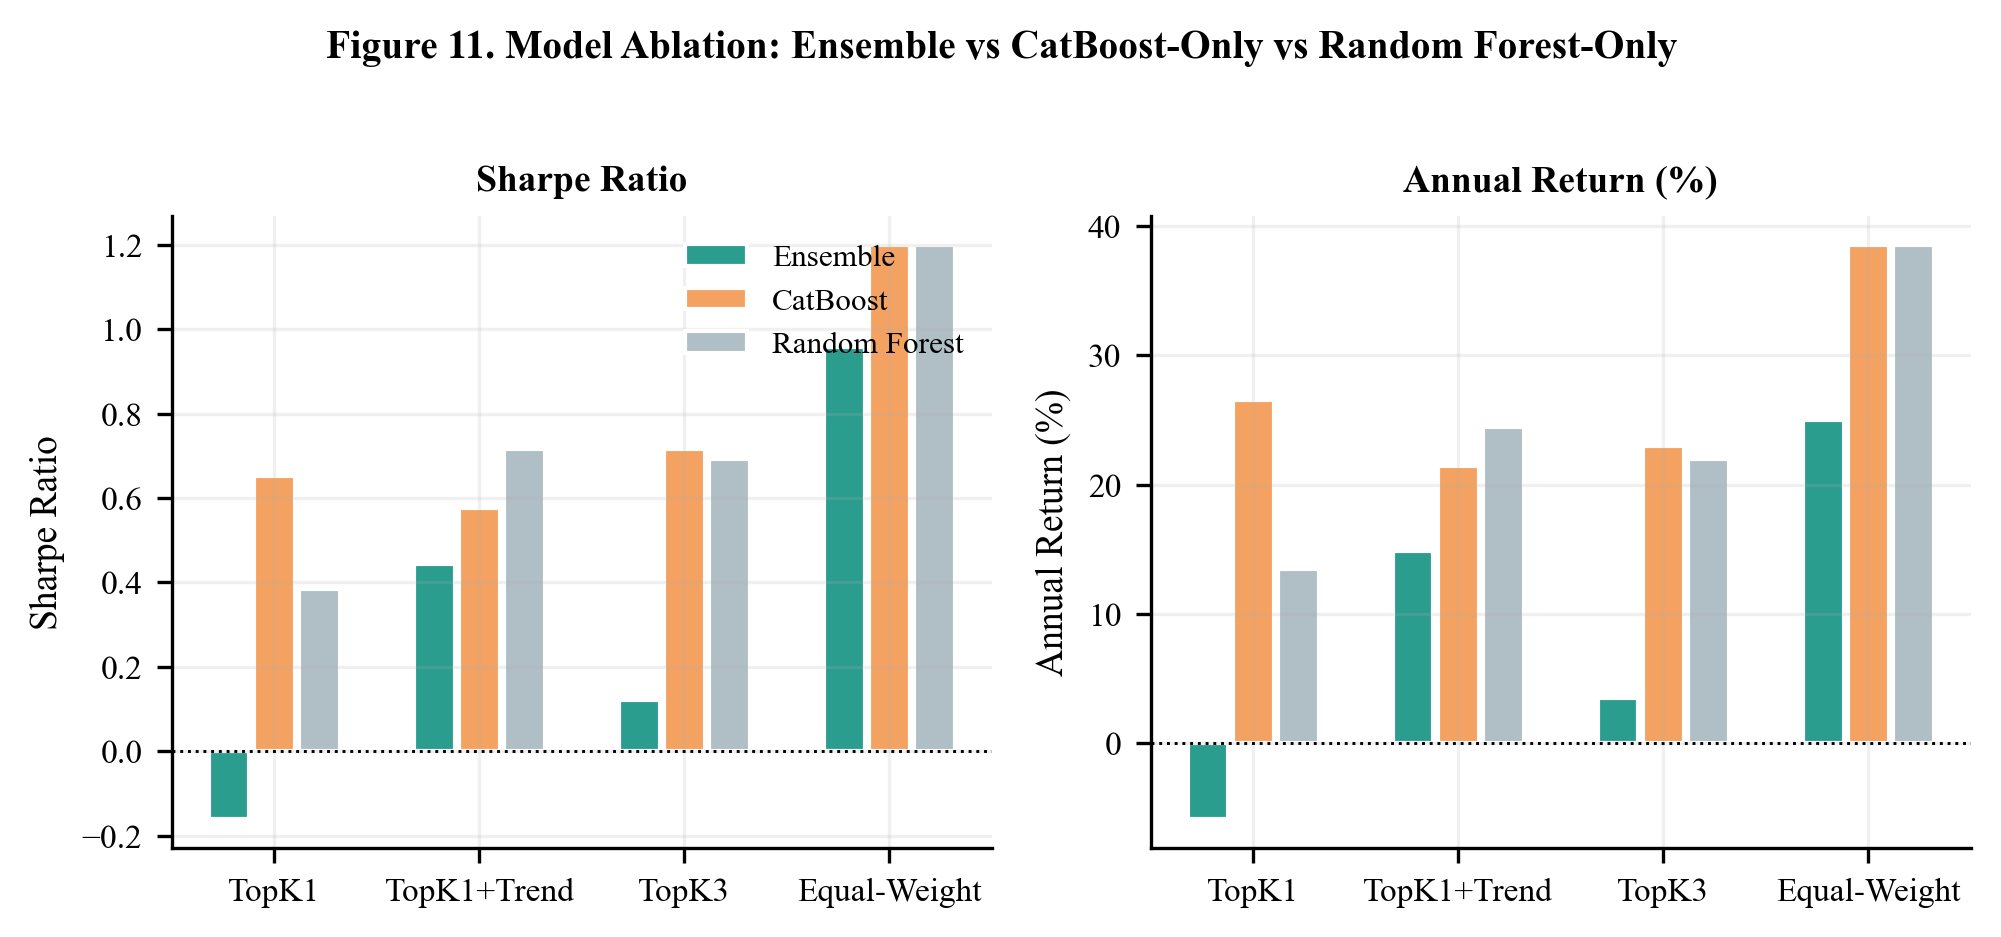 Figure 11. Model Ablation: Ensemble vs CatBoost-Only vs Random Forest-Only
Sharpe Ratio
Sharpe Ratio
1.2
1.0
0.8
0.6
0.4
0.2
0.0
−0.2
Ensemble
CatBoost
Random Forest
TopK1
TopK1+Trend
TopK3
Equal-Weight
Annual Return (%)
Annual Return (%)
40
30
20
10
0
TopK1
TopK1+Trend
TopK3
Equal-Weight